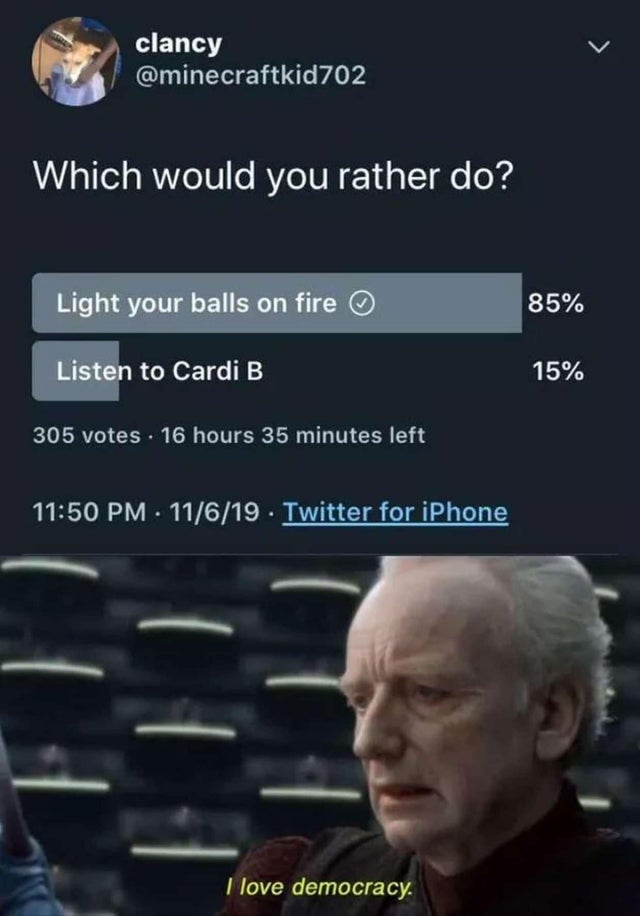 clancy
@minecraftkid702
Which would you rather do?
Light your balls on fire 85%
Listen to Cardi B 15%
305 votes · 16 hours 35 minutes left
11:50 PM · 11/6/19 · Twitter for iPhone
I love democracy.